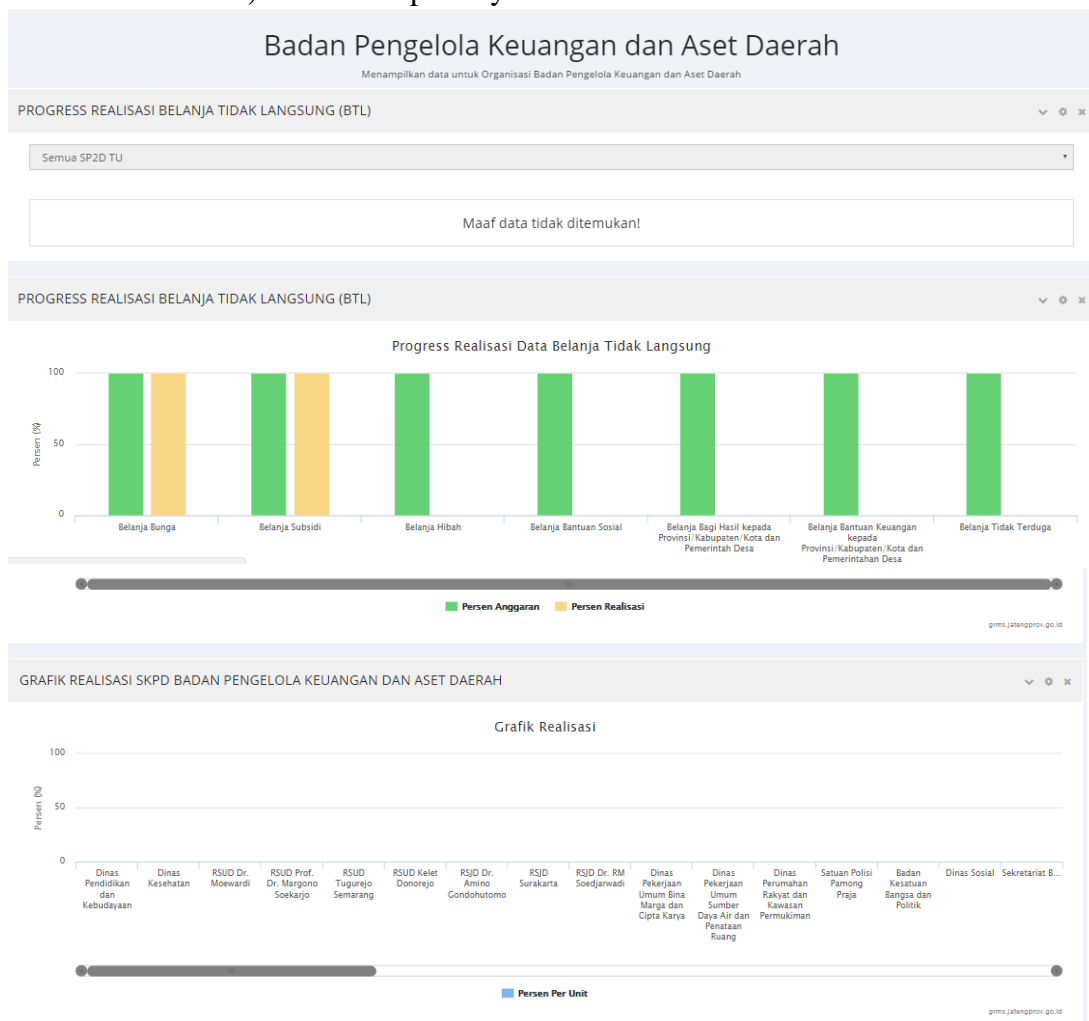 Badan Pengelola Keuangan dan Aset Daerah
Menampilkan data untuk Organisasi Badan Pengelola Keuangan dan Aset Daerah
PROGRESS REALISASI BELANJA TIDAK LANGSUNG (BTL)
Semua SP2D TU
Maaf data tidak ditemukan!
PROGRESS REALISASI BELANJA TIDAK LANGSUNG (BTL)
Progress Realisasi Data Belanja Tidak Langsung
100
50
0
Persen (%)
Belanja Bunga
Belanja Subsidi
Belanja Hibah
Belanja Bantuan Sosial
Belanja Bagi Hasil kepada
Provinsi/Kabupaten/Kota dan
Pemerintah Desa
Belanja Bantuan Keuangan
kepada
Provinsi/Kabupaten/Kota dan
Pemerintahan Desa
Belanja Tidak Terduga
Persen Anggaran Persen Realisasi
grms.jatengprov.go.id
GRAFIK REALISASI SKPD BADAN PENGELOLA KEUANGAN DAN ASET DAERAH
Grafik Realisasi
100
50
0
Persen (%)
Dinas
Pendidikan
dan
Kebudayaan
Dinas
Kesehatan
RSUD Dr.
Moewardi
RSUD Prof.
Dr. Margono
Soekarjo
RSUD
Tugurejo
Semarang
RSUD Kelet
Donorejo
RSJD Dr.
Amino
Gondohutomo
RSJD
Surakarta
RSJD Dr. RM
Soedjarwadi
Dinas
Pekerjaan
Umum Bina
Marga dan
Cipta Karya
Dinas
Pekerjaan
Umum
Sumber
Daya Air dan
Penataan
Ruang
Dinas
Perumahan
Rakyat dan
Kawasan
Permukiman
Satuan Polisi
Pamong
Praja
Badan
Kesatuan
Bangsa dan
Politik
Dinas Sosial
Sekretariat B...
Persen Per Unit
grms.jatengprov.go.id